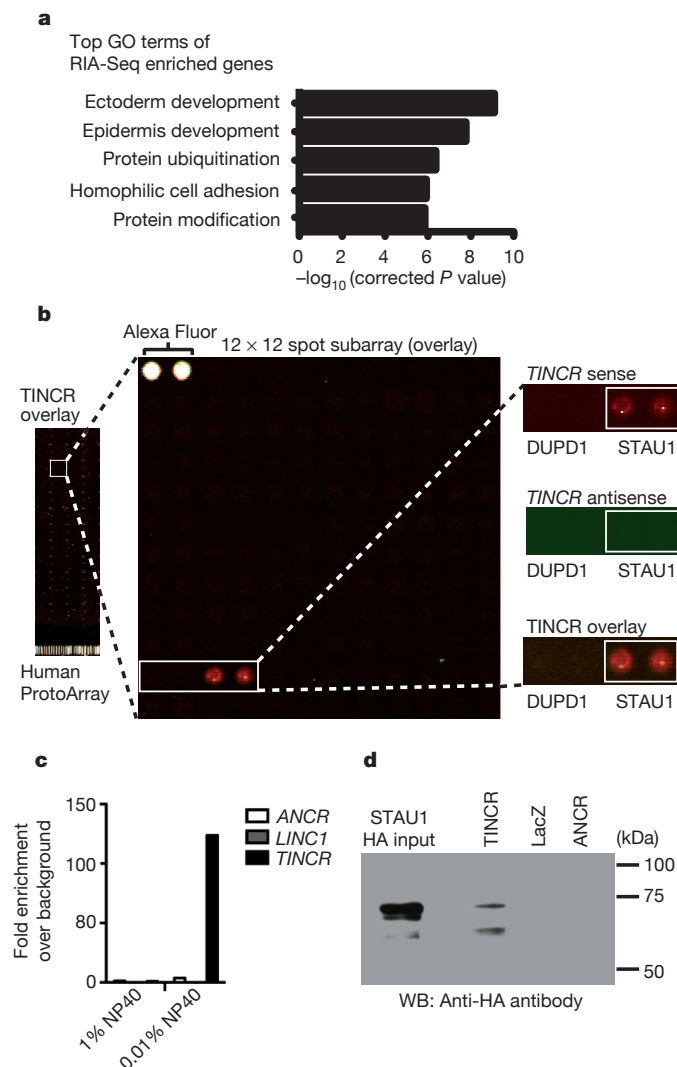 a
Top GO terms of
RIA-Seq enriched genes
Ectoderm development
Epidermis development
Protein ubiquitination
Homophilic cell adhesion
Protein modification
0 2 4 6 8 10
–log10 (corrected P value)
b
Alexa Fluor
12 × 12 spot subarray (overlay)
TINCR
overlay
Human
ProtoArray
TINCR sense
DUPD1 STAU1
TINCR antisense
DUPD1 STAU1
TINCR overlay
DUPD1 STAU1
c
Fold enrichment
over background
150
100
80
0
1% NP40
0.01% NP40
ANCR
LINC1
TINCR
d
STAU1
HA input
TINCR
LacZ
ANCR
(kDa)
100
75
50
WB: Anti-HA antibody